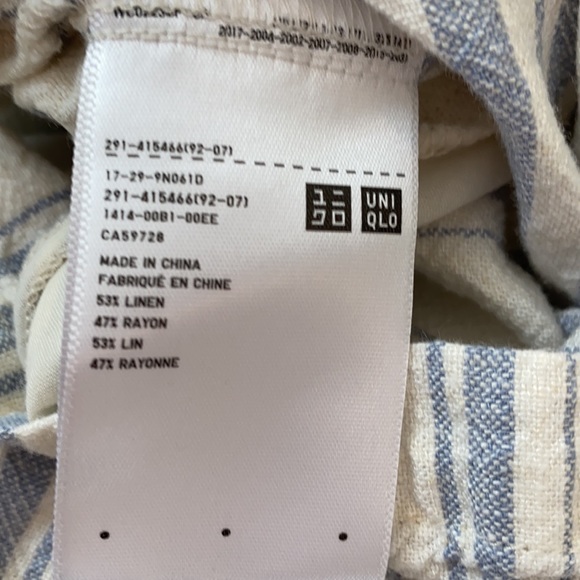 291-415466(92-07)
17-29-9N061D
291-415466(92-07)
1414-00B1-00EE
CA59728
ユニ
クロ
UNI
QLO
MADE IN CHINA
FABRIQUÉ EN CHINE
53% LINEN
47% RAYON
53% LIN
47% RAYONNE